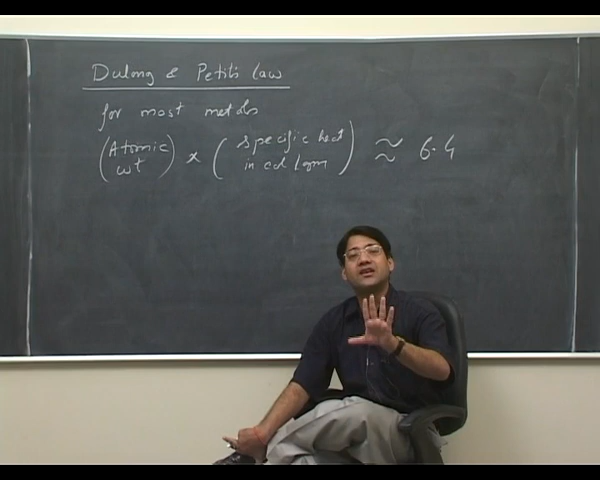 Dulong & Petit's Law
for most metals
(Atomic wt) × (specific heat in cal/gm) ≈ 6.4